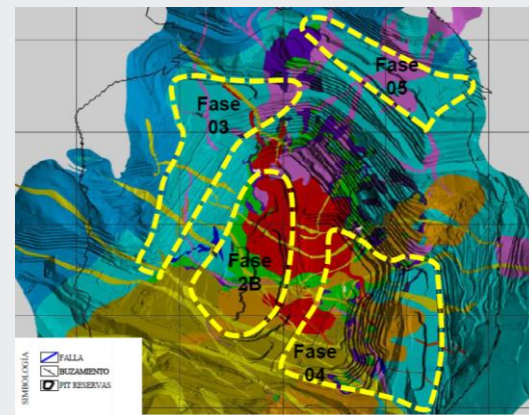 Fase
05
Fase
03
Fase
2B
Fase
04
SIMBOLOGÍA
FALLA
BUZAMIENTO
PIT RESERVAS